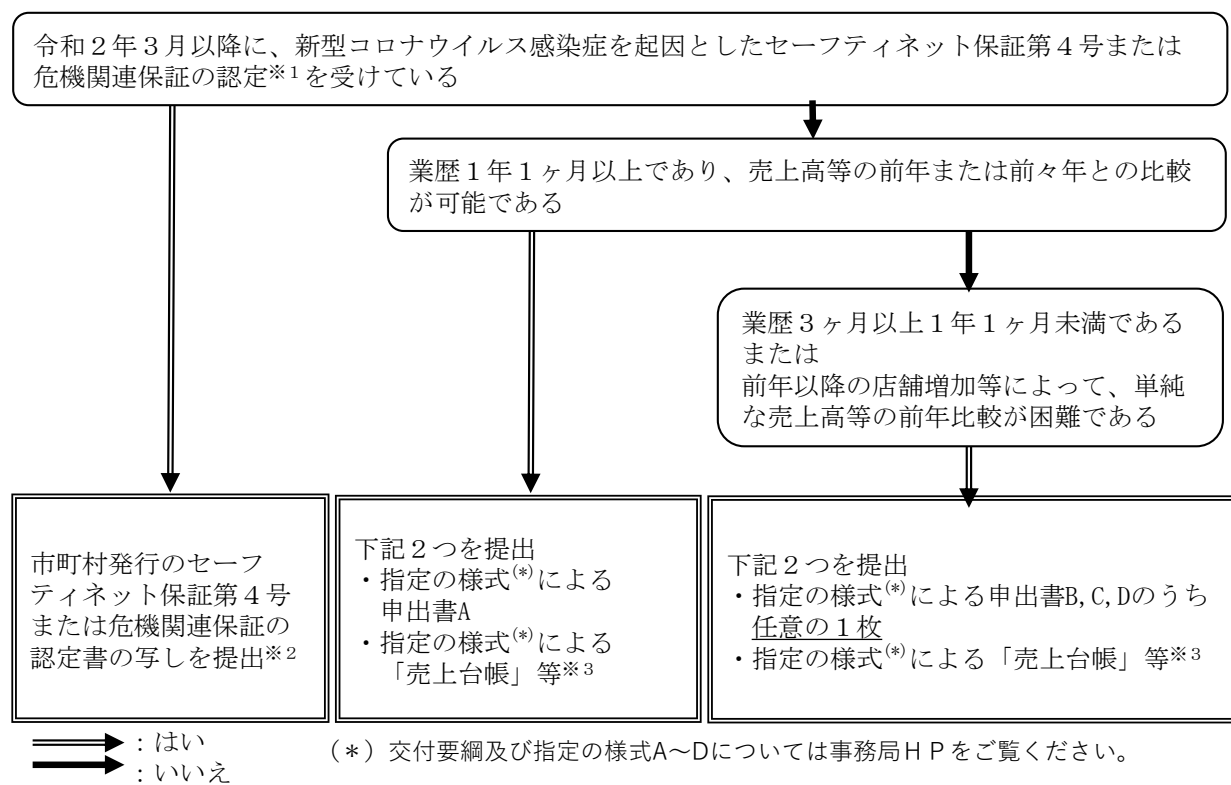 令和２年３月以降に、新型コロナウイルス感染症を起因としたセーフティネット保証第４号または
危機関連保証の認定※１を受けている
業歴１年１ヶ月以上であり、売上高等の前年または前々年との比較
が可能である
業歴３ヶ月以上１年１ヶ月未満である
または
前年以降の店舗増加等によって、単純
な売上高等の前年比較が困難である
市町村発行のセーフ
ティネット保証第４号
または危機関連保証の
認定書の写しを提出※２
下記２つを提出
・指定の様式(*)による
申出書A
・指定の様式(*)による
「売上台帳」等※３
下記２つを提出
・指定の様式(*)による申出書B,C,Dのうち
任意の１枚
・指定の様式(*)による「売上台帳」等※３
：はい
：いいえ
（*）交付要綱及び指定の様式A～Dについては事務局ＨＰをご覧ください。